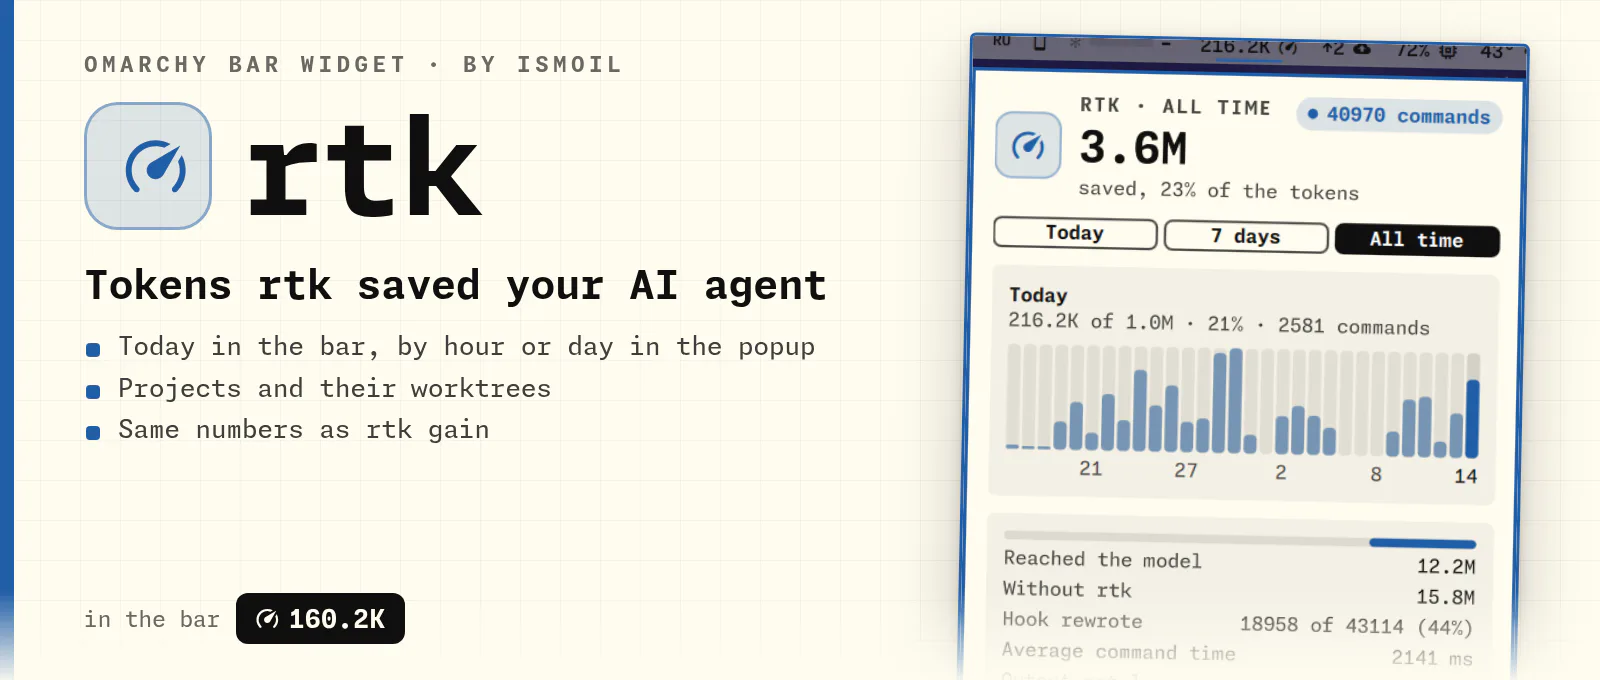 OMARCHY BAR WIDGET · BY ISMOIL
rtk
Tokens rtk saved your AI agent
Today in the bar, by hour or day in the popup
Projects and their worktrees
Same numbers as rtk gain
in the bar 160.2K
RU 216.2K ↑2 72% 43°
RTK · ALL TIME
40970 commands
3.6M
saved, 23% of the tokens
Today 7 days All time
Today
216.2K of 1.0M · 21% · 2581 commands
21 27 2 8 14
Reached the model 12.2M
Without rtk 15.8M
Hook rewrote 18958 of 43114 (44%)
Average command time 2141 ms